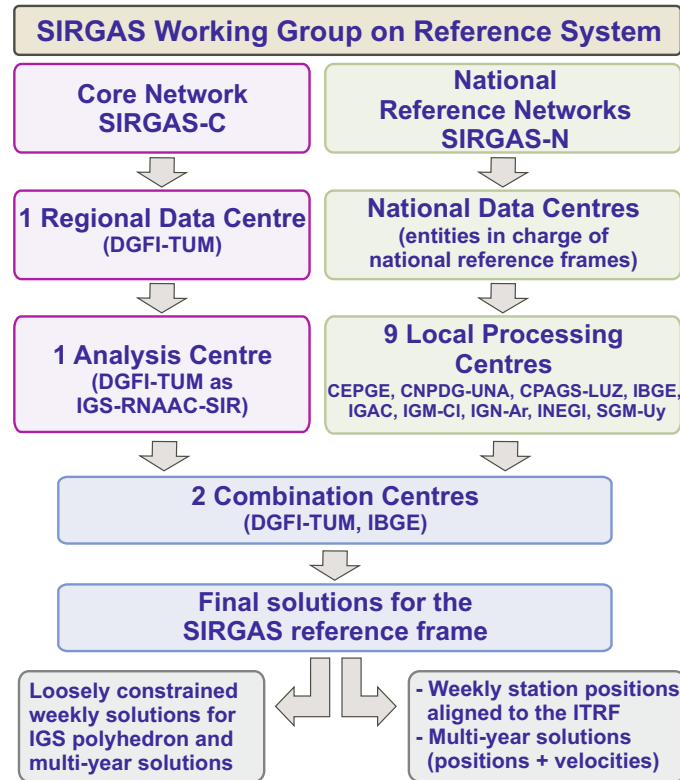 SIRGAS Working Group on Reference System
Core Network
SIRGAS-C
National
Reference Networks
SIRGAS-N
1 Regional Data Centre
(DGFI-TUM)
National Data Centres
(entities in charge of
national reference frames)
1 Analysis Centre
(DGFI-TUM as
IGS-RNAAC-SIR)
9 Local Processing
Centres
CEPGE, CNPDG-UNA, CPAGS-LUZ, IBGE,
IGAC, IGM-Cl, IGN-Ar, INEGI, SGM-Uy
2 Combination Centres
(DGFI-TUM, IBGE)
Final solutions for the
SIRGAS reference frame
Loosely constrained
weekly solutions for
IGS polyhedron and
multi-year solutions
- Weekly station positions
aligned to the ITRF
- Multi-year solutions
(positions + velocities)